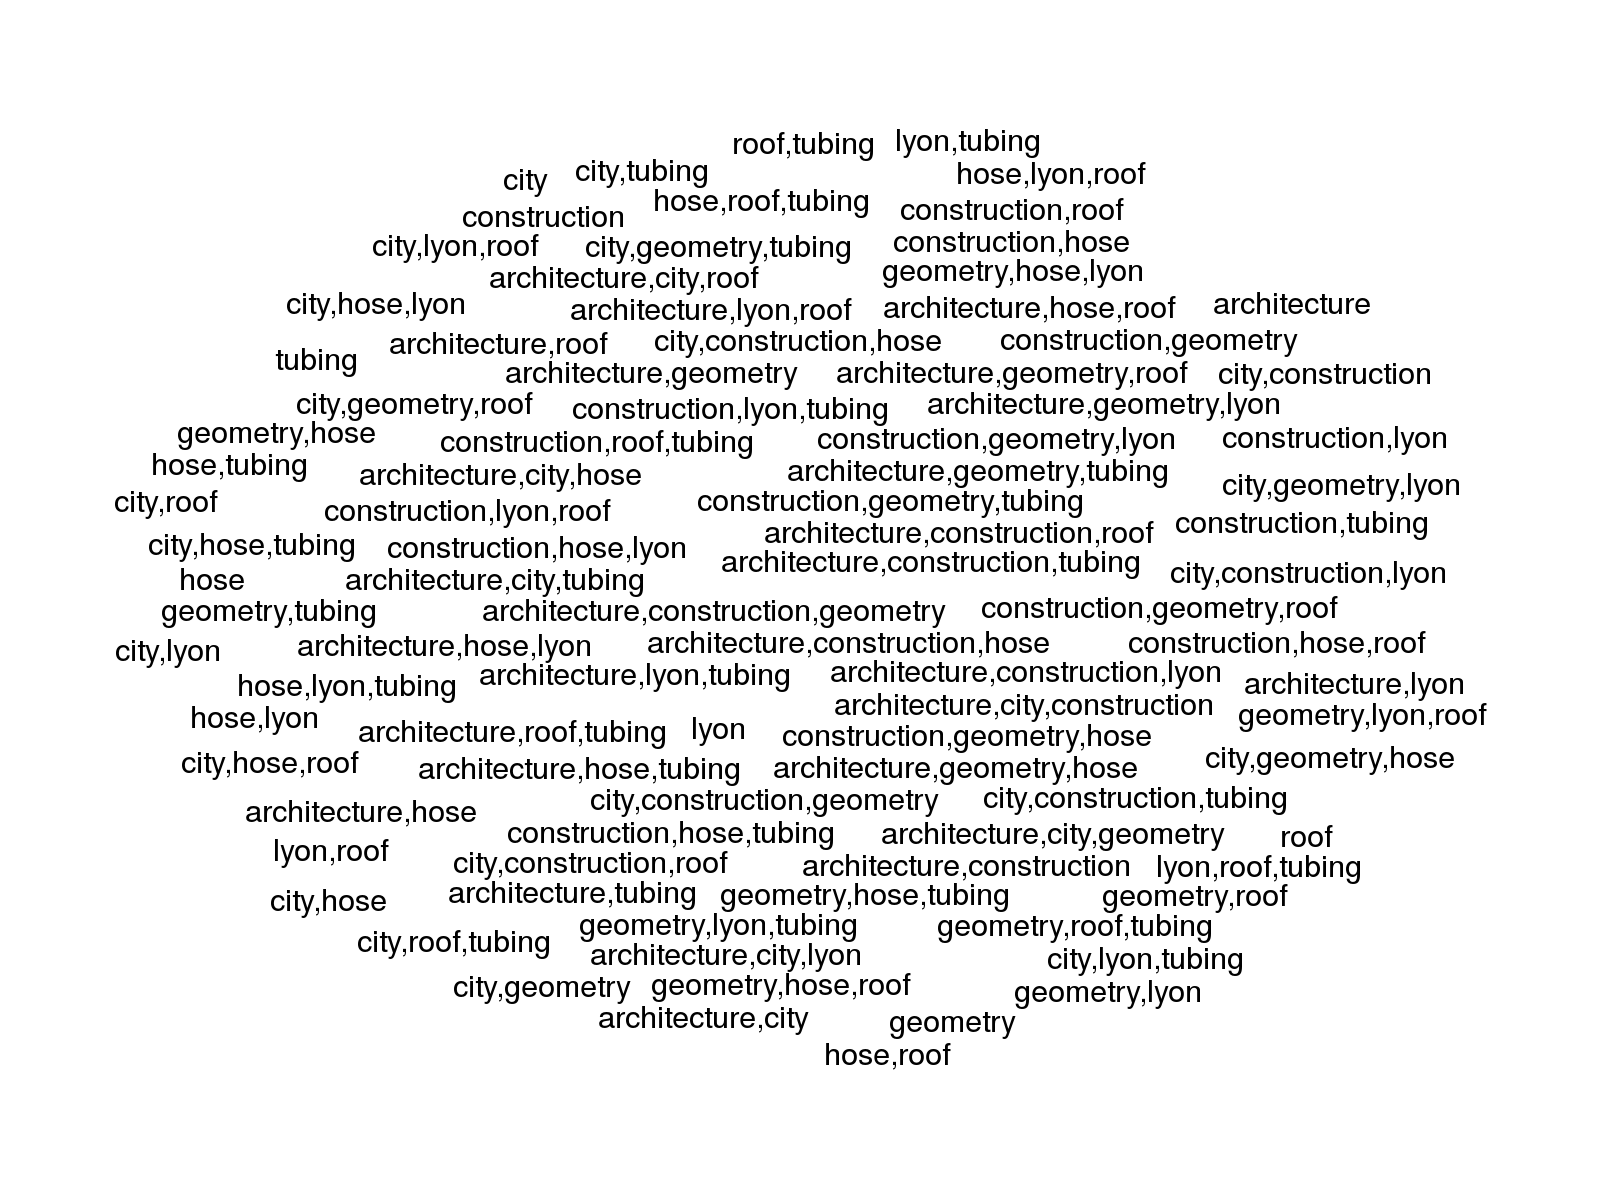 roof,tubing lyon,tubing
city city,tubing hose,lyon,roof
construction hose,roof,tubing construction,roof
city,lyon,roof city,geometry,tubing construction,hose
architecture,city,roof geometry,hose,lyon
city,hose,lyon architecture,lyon,roof architecture,hose,roof architecture
tubing architecture,roof city,construction,hose construction,geometry
architecture,geometry architecture,geometry,roof city,construction
city,geometry,roof construction,lyon,tubing architecture,geometry,lyon
geometry,hose construction,roof,tubing construction,geometry,lyon construction,lyon
hose,tubing architecture,city,hose architecture,geometry,tubing city,geometry,lyon
city,roof construction,lyon,roof construction,geometry,tubing
architecture,construction,roof construction,tubing
city,hose,tubing construction,hose,lyon architecture,construction,tubing
hose architecture,city,tubing city,construction,lyon
geometry,tubing architecture,construction,geometry construction,geometry,roof
city,lyon architecture,hose,lyon architecture,construction,hose construction,hose,roof
hose,lyon,tubing architecture,lyon,tubing architecture,construction,lyon architecture,lyon
hose,lyon architecture,city,construction geometry,lyon,roof
architecture,roof,tubing lyon construction,geometry,hose
city,hose,roof architecture,hose,tubing architecture,geometry,hose city,geometry,hose
architecture,hose city,construction,geometry city,construction,tubing
construction,hose,tubing architecture,city,geometry roof
lyon,roof city,construction,roof architecture,construction lyon,roof,tubing
city,hose architecture,tubing geometry,hose,tubing geometry,roof
geometry,lyon,tubing geometry,roof,tubing
city,roof,tubing architecture,city,lyon city,lyon,tubing
city,geometry geometry,hose,roof geometry,lyon
architecture,city geometry
hose,roof